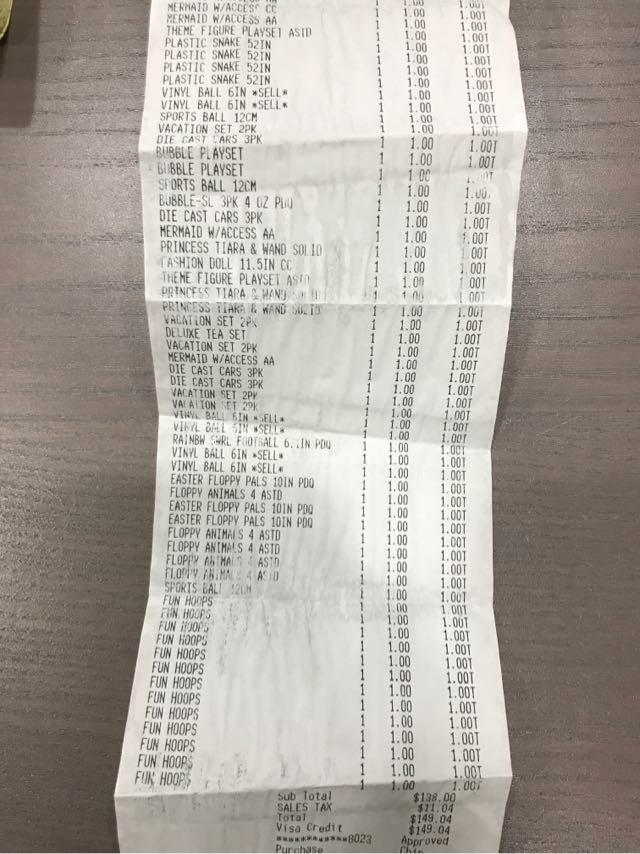 MERMAID W/ACCESS CC 1 1.00 1.00T
MERMAID W/ACCESS AA 1 1.00 1.00T
THEME FIGURE PLAYSET ASTD 1 1.00 1.00T
PLASTIC SNAKE 52IN 1 1.00 1.00T
PLASTIC SNAKE 52IN 1 1.00 1.00T
PLASTIC SNAKE 52IN 1 1.00 1.00T
PLASTIC SNAKE 52IN 1 1.00 1.00T
VINYL BALL 6IN *SELL* 1 1.00 1.00T
VINYL BALL 6IN *SELL* 1 1.00 1.00T
SPORTS BALL 12CM 1 1.00 1.00T
VACATION SET 2PK 1 1.00 1.00T
DIE CAST CARS 3PK 1 1.00 1.00T
BUBBLE PLAYSET 1 1.00 1.00T
BUBBLE PLAYSET 1 1.00 1.00T
SPORTS BALL 12CM 1 1.00 1.00T
BUBBLE-SL 3PK 4 OZ PDQ 1 1.00 1.00T
DIE CAST CARS 3PK 1 1.00 1.00T
MERMAID W/ACCESS AA 1 1.00 1.00T
PRINCESS TIARA & WAND SOLID 1 1.00 1.00T
FASHION DOLL 11.5IN CC 1 1.00 1.00T
THEME FIGURE PLAYSET ASTD 1 1.00 1.00T
PRINCESS TIARA & WAND SOLID 1 1.00 1.00T
PRINCESS TIARA & WAND SOLID 1 1.00 1.00T
VACATION SET 2PK 1 1.00 1.00T
DELUXE TEA SET 1 1.00 1.00T
VACATION SET 2PK 1 1.00 1.00T
MERMAID W/ACCESS AA 1 1.00 1.00T
DIE CAST CARS 3PK 1 1.00 1.00T
DIE CAST CARS 3PK 1 1.00 1.00T
VACATION SET 2PK 1 1.00 1.00T
VACATION SET 2PK 1 1.00 1.00T
VINYL BALL 6IN *SELL* 1 1.00 1.00T
VINYL BALL 6IN *SELL* 1 1.00 1.00T
RAINBW SWRL FOOTBALL PDQ 1 1.00 1.00T
VINYL BALL 6IN *SELL* 1 1.00 1.00T
VINYL BALL 6IN *SELL* 1 1.00 1.00T
EASTER FLOPPY PALS 10IN PDQ 1 1.00 1.00T
FLOPPY ANIMALS 4 ASTD 1 1.00 1.00T
EASTER FLOPPY PALS 10IN PDQ 1 1.00 1.00T
EASTER FLOPPY PALS 10IN PDQ 1 1.00 1.00T
FLOPPY ANIMALS 4 ASTD 1 1.00 1.00T
FLOPPY ANIMALS 4 ASTD 1 1.00 1.00T
FLOPPY ANIMALS 4 ASTD 1 1.00 1.00T
FLOPPY ANIMALS 4 ASTD 1 1.00 1.00T
SPORTS BALL 12CM 1 1.00 1.00T
FUN HOOPS 1 1.00 1.00T
FUN HOOPS 1 1.00 1.00T
FUN HOOPS 1 1.00 1.00T
FUN HOOPS 1 1.00 1.00T
FUN HOOPS 1 1.00 1.00T
FUN HOOPS 1 1.00 1.00T
FUN HOOPS 1 1.00 1.00T
FUN HOOPS 1 1.00 1.00T
FUN HOOPS 1 1.00 1.00T
FUN HOOPS 1 1.00 1.00T
FUN HOOPS 1 1.00 1.00T
FUN HOOPS 1 1.00 1.00T
FUN HOOPS 1 1.00 1.00T
Sub Total $138.00
SALES TAX $11.04
Total $149.04
Visa Credit $149.04
************8023 Approved
Purchase Chip